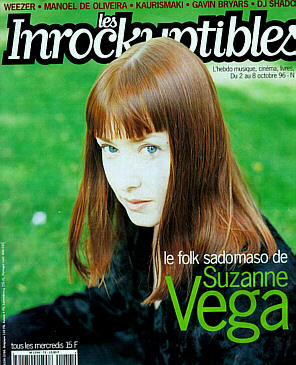 WEEZER • MANOEL DE OLIVEIRA • KAURISMAKI • GAVIN BRYARS • DJ SHADO
les
Inrockuptibles
L'hebdo musique, cinéma, livres,
Du 2 au 8 octobre 96 - N
le folk sadomaso de
Suzanne
Vega
tous les mercredis 15 F